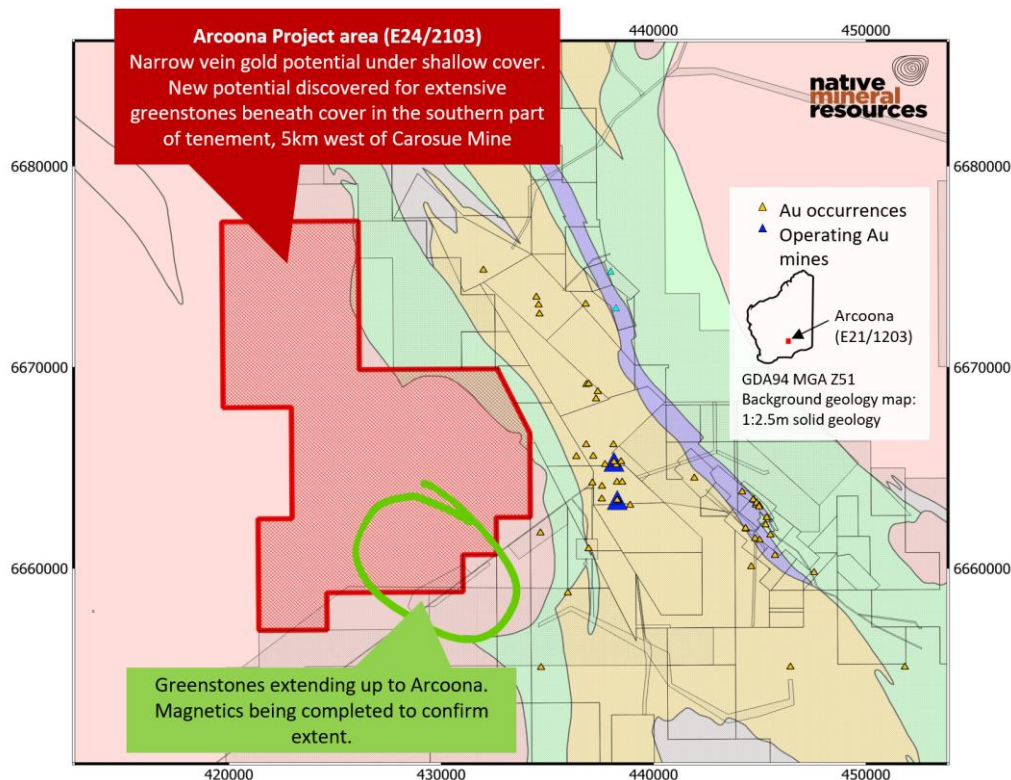 Arcoona Project area (E24/2103)
Narrow vein gold potential under shallow cover.
New potential discovered for extensive
greenstones beneath cover in the southern part
of tenement, 5km west of Carosue Mine
440000
450000
native
mineral
resources
6680000
6680000
Au occurrences
Operating Au
mines
Arcoona
(E21/1203)
6670000
6670000
GDA94 MGA Z51
Background geology map:
1:2.5m solid geology
6660000
6660000
Greenstones extending up to Arcoona.
Magnetics being completed to confirm
extent.
420000
430000
440000
450000